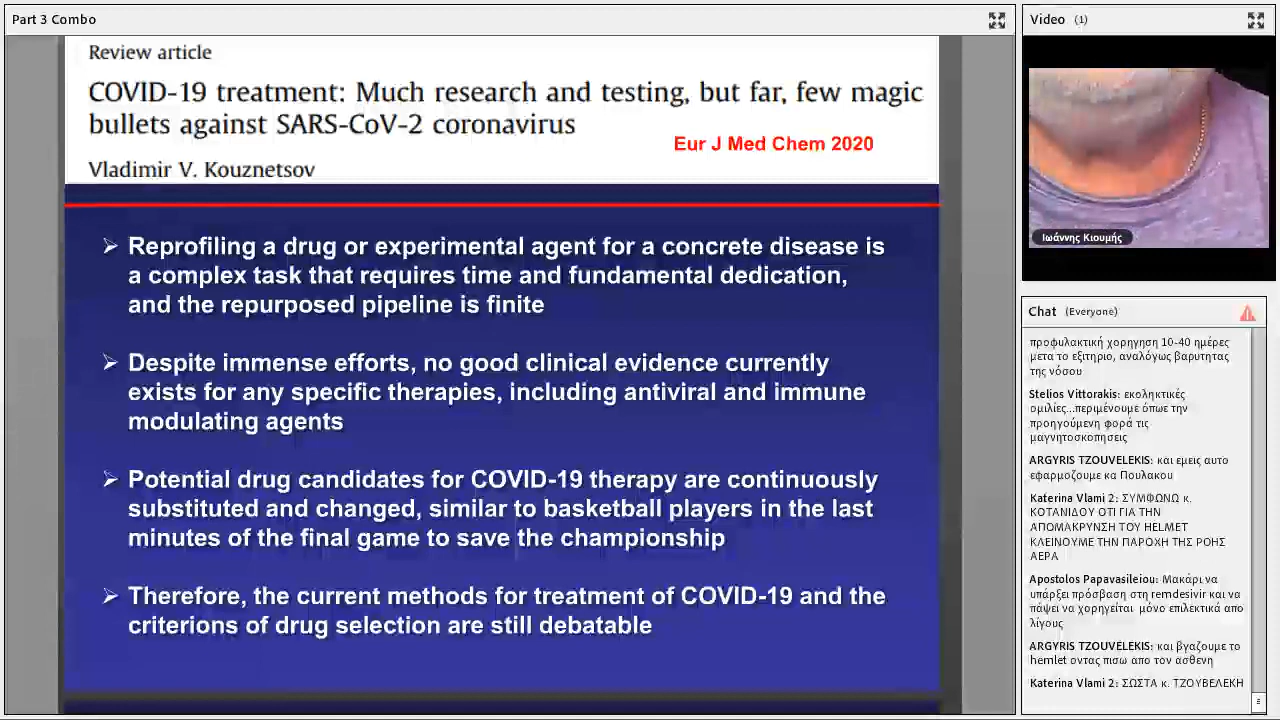 Part 3 Combo
Review article
COVID-19 treatment: Much research and testing, but far, few magic
bullets against SARS-CoV-2 coronavirus
Eur J Med Chem 2020
Vladimir V. Kouznetsov
Reprofiling a drug or experimental agent for a concrete disease is
a complex task that requires time and fundamental dedication,
and the repurposed pipeline is finite
Despite immense efforts, no good clinical evidence currently
exists for any specific therapies, including antiviral and immune
modulating agents
Potential drug candidates for COVID-19 therapy are continuously
substituted and changed, similar to basketball players in the last
minutes of the final game to save the championship
Therefore, the current methods for treatment of COVID-19 and the
criterions of drug selection are still debatable
Video (1)
Ιωάννης Κιουμής
Chat (Everyone)
προφυλακτική χορηγηση 10-40 ημέρες
μετα το εξιτηριο, αναλόγως βαρυτητας
της νόσου
Stelios Vittorakis: εκοληκτικές
ομιλίες...περιμένουμε όπωε την
προηγούμενη φορά τις
μαγνητοσκοπησεις
ARGYRIS TZOUVELEKIS: και εμεις αυτο
εφαρμοζουμε κα Πουλακου
Katerina Vlami 2: ΣΥΜΦΩΝΩ κ.
ΚΟΤΑΝΙΔΟΥ ΟΤΙ ΓΙΑ ΤΗΝ
ΑΠΟΜΑΚΡΥΝΣΗ ΤΟΥ HELMET
ΚΛΕΙΝΟΥΜΕ ΤΗΝ ΠΑΡΟΧΗ ΤΗΣ ΡΟΗΣ
ΑΕΡΑ
Apostolos Papavasileiou: Μακάρι να
υπάρξει πρόσβαση στη remdesivir και να
πάψει να χορηγείται μόνο επιλεκτικά απο
λίγους
ARGYRIS TZOUVELEKIS: και βγαζουμε το
hemlet οντας πισω απο τον ασθενη
Katerina Vlami 2: ΣΩΣΤΑ κ. ΤΖΟΥΒΕΛΕΚΗ